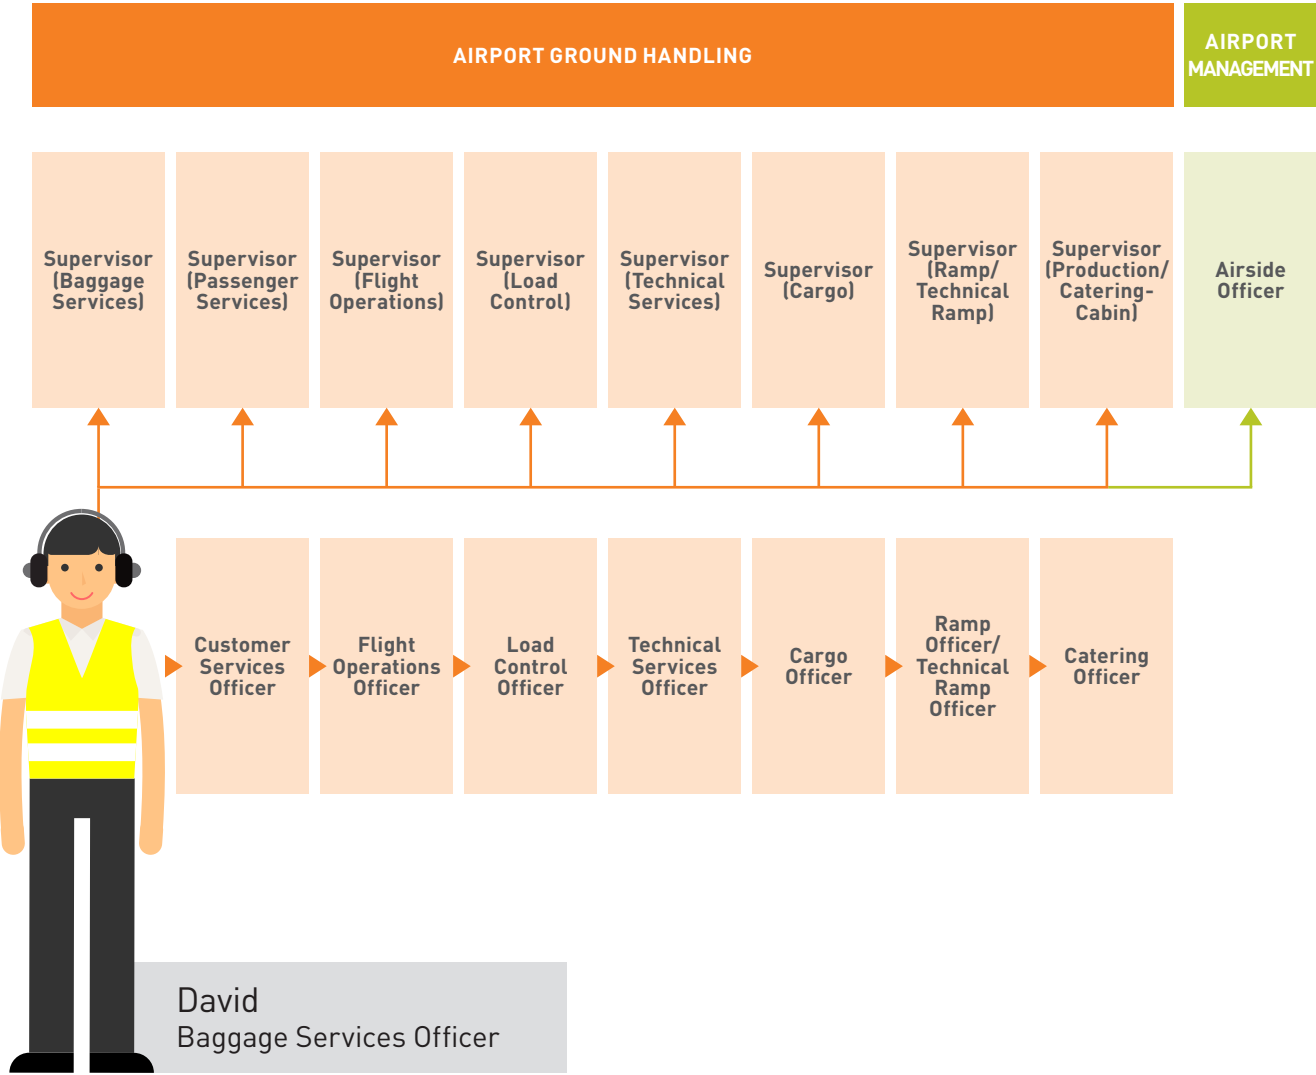 AIRPORT GROUND HANDLING
AIRPORT
MANAGEMENT
Supervisor
(Baggage
Services)
Supervisor
(Passenger
Services)
Supervisor
(Flight
Operations)
Supervisor
(Load
Control)
Supervisor
(Technical
Services)
Supervisor
(Cargo)
Supervisor
(Ramp/
Technical
Ramp)
Supervisor
(Production/
Catering-
Cabin)
Airside
Officer
Customer
Services
Officer
Flight
Operations
Officer
Load
Control
Officer
Technical
Services
Officer
Cargo
Officer
Ramp
Officer/
Technical
Ramp
Officer
Catering
Officer
David
Baggage Services Officer